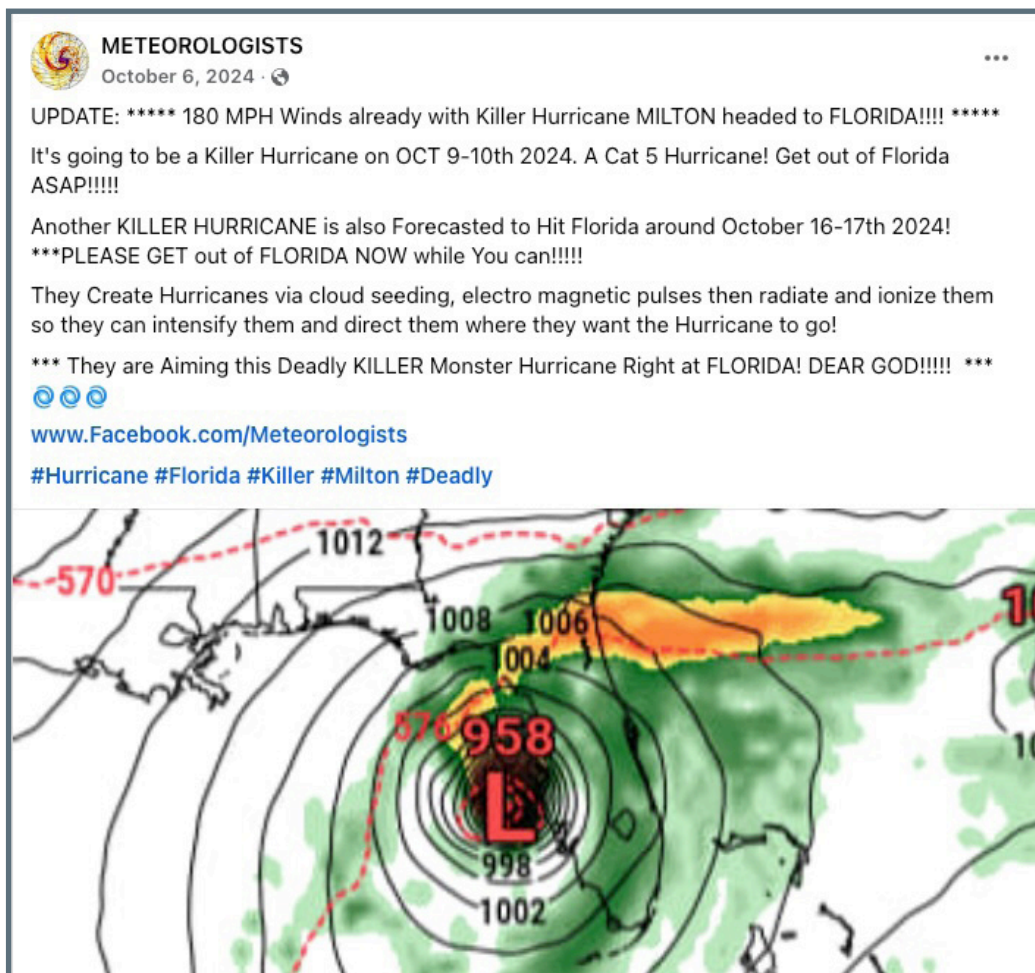 METEOROLOGISTS
October 6, 2024 ·
UPDATE: ***** 180 MPH Winds already with Killer Hurricane MILTON headed to FLORIDA!!!! *****
It's going to be a Killer Hurricane on OCT 9-10th 2024. A Cat 5 Hurricane! Get out of Florida
ASAP!!!!!
Another KILLER HURRICANE is also Forecasted to Hit Florida around October 16-17th 2024!
***PLEASE GET out of FLORIDA NOW while You can!!!!!
They Create Hurricanes via cloud seeding, electro magnetic pulses then radiate and ionize them
so they can intensify them and direct them where they want the Hurricane to go!
*** They are Aiming this Deadly KILLER Monster Hurricane Right at FLORIDA! DEAR GOD!!!!! ***
🌀🌀🌀
www.Facebook.com/Meteorologists
#Hurricane #Florida #Killer #Milton #Deadly
1012
570
1008 1006
1004
576 958
L
998
1002